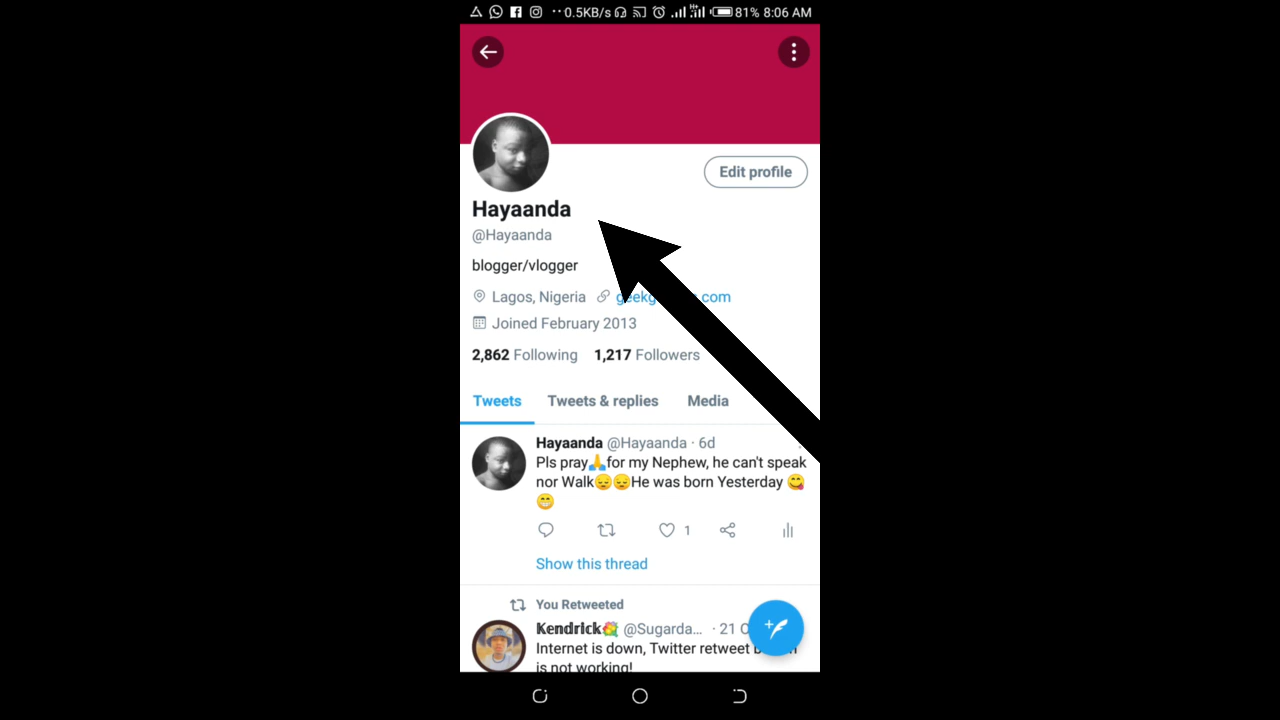 0.5KB/s 81% 8:06 AM
Edit profile
Hayaanda
@Hayaanda
blogger/vlogger
Lagos, Nigeria .com
Joined February 2013
2,862 Following 1,217 Followers
Tweets Tweets & replies Media
Hayaanda @Hayaanda · 6d
Pls pray🙏for my Nephew, he can't speak
nor Walk😔😔He was born Yesterday 😋
😁
1
Show this thread
You Retweeted
Kendrick💐 @Sugarda... · 21
Internet is down, Twitter retweet
is not working!